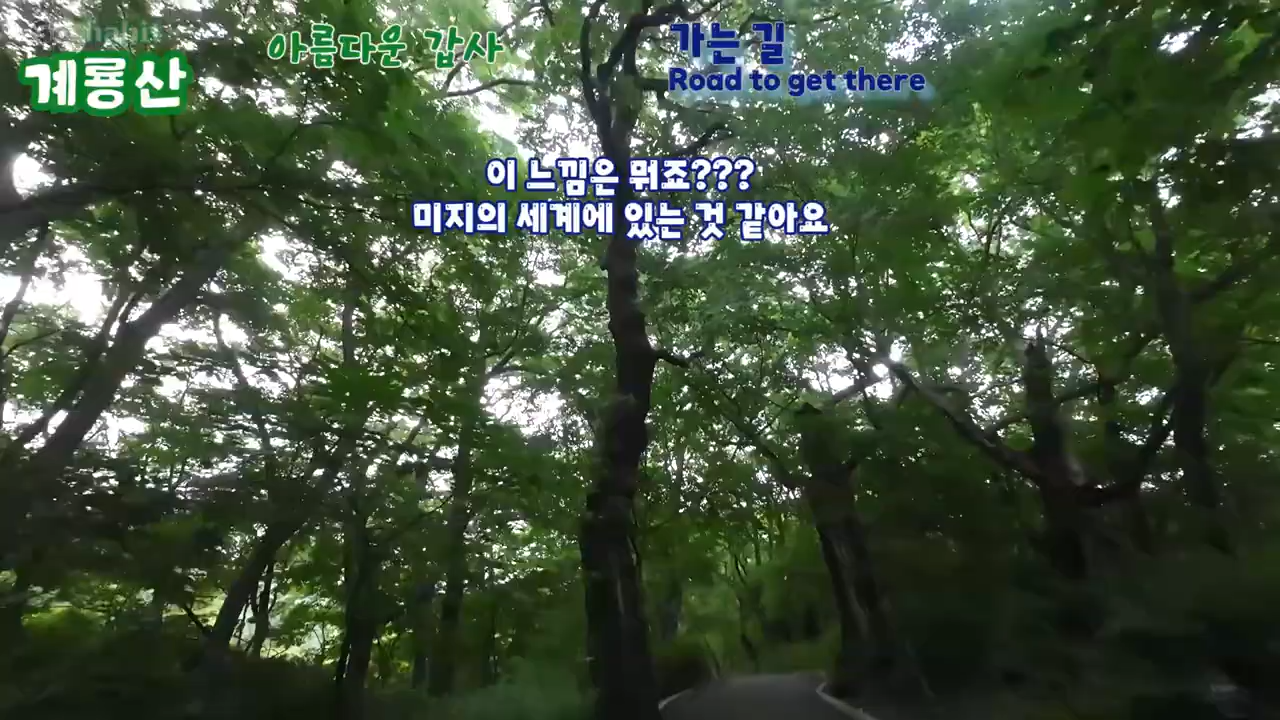 계룡산
아름다운 갑사
가는 길
Road to get there
이 느낌은 뭐죠???
미지의 세계에 있는 것 같아요